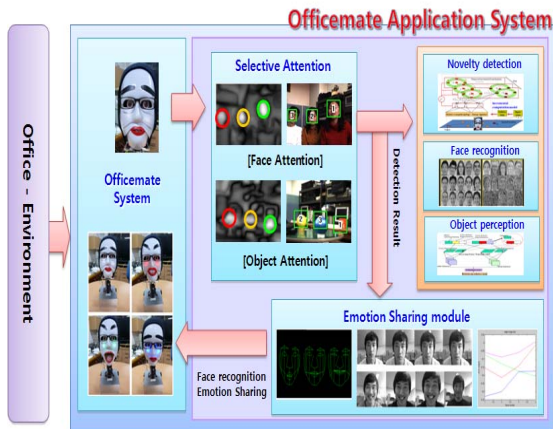 Officemate Application System
Office - Environment
Officemate
System
Selective Attention
[Face Attention]
[Object Attention]
Detection Result
Novelty detection
Face recognition
Object perception
Emotion Sharing module
Face recognition
Emotion Sharing